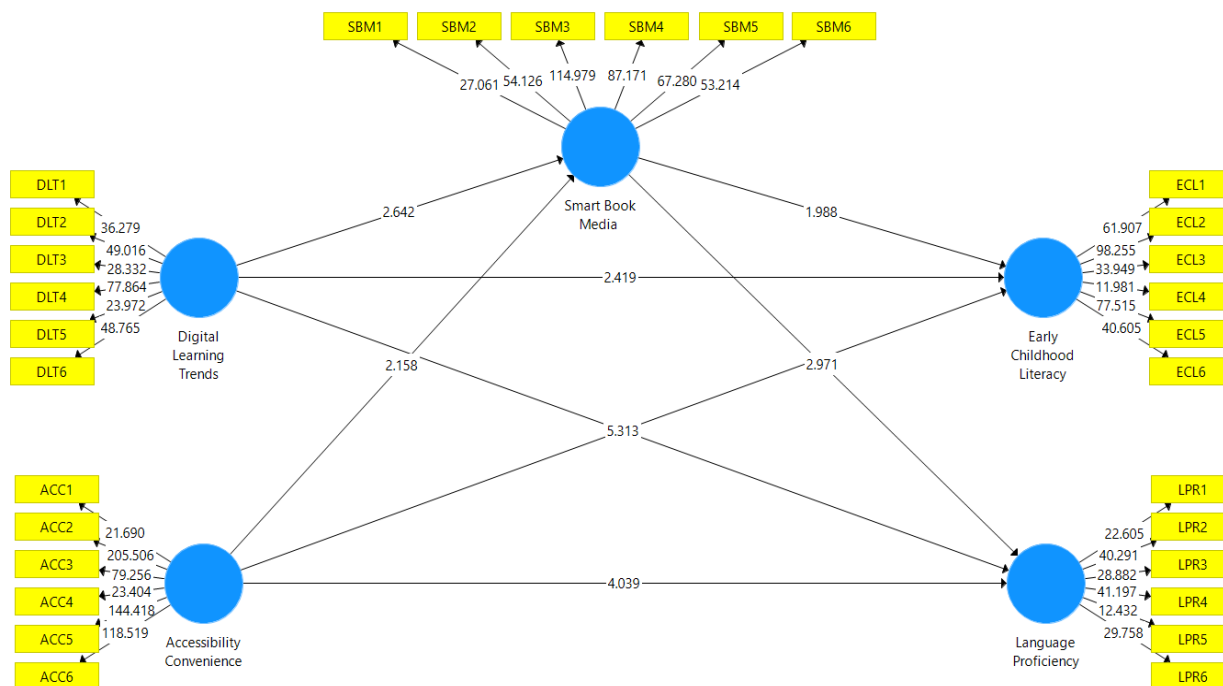 SBM1 SBM2 SBM3 SBM4 SBM5 SBM6
27.061 54.126 114.979 87.171 67.280 53.214
Smart Book
Media
DLT1
DLT2
DLT3
DLT4
DLT5
DLT6
36.279
49.016
28.332
77.864
23.972
48.765
Digital
Learning
Trends
2.642
1.988
2.419
2.158
2.971
5.313
4.039
ECL1
ECL2
ECL3
ECL4
ECL5
ECL6
61.907
98.255
33.949
11.981
77.515
40.605
Early
Childhood
Literacy
ACC1
ACC2
ACC3
ACC4
ACC5
ACC6
21.690
205.506
79.256
23.404
144.418
118.519
Accessibility
Convenience
LPR1
LPR2
LPR3
LPR4
LPR5
LPR6
22.605
40.291
28.882
41.197
12.432
29.758
Language
Proficiency